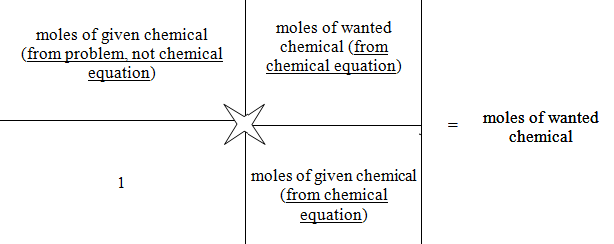 moles of given chemical
(from problem, not chemical
equation)
moles of wanted
chemical (from
chemical equation)
=
moles of wanted
chemical
1
moles of given chemical
(from chemical
equation)